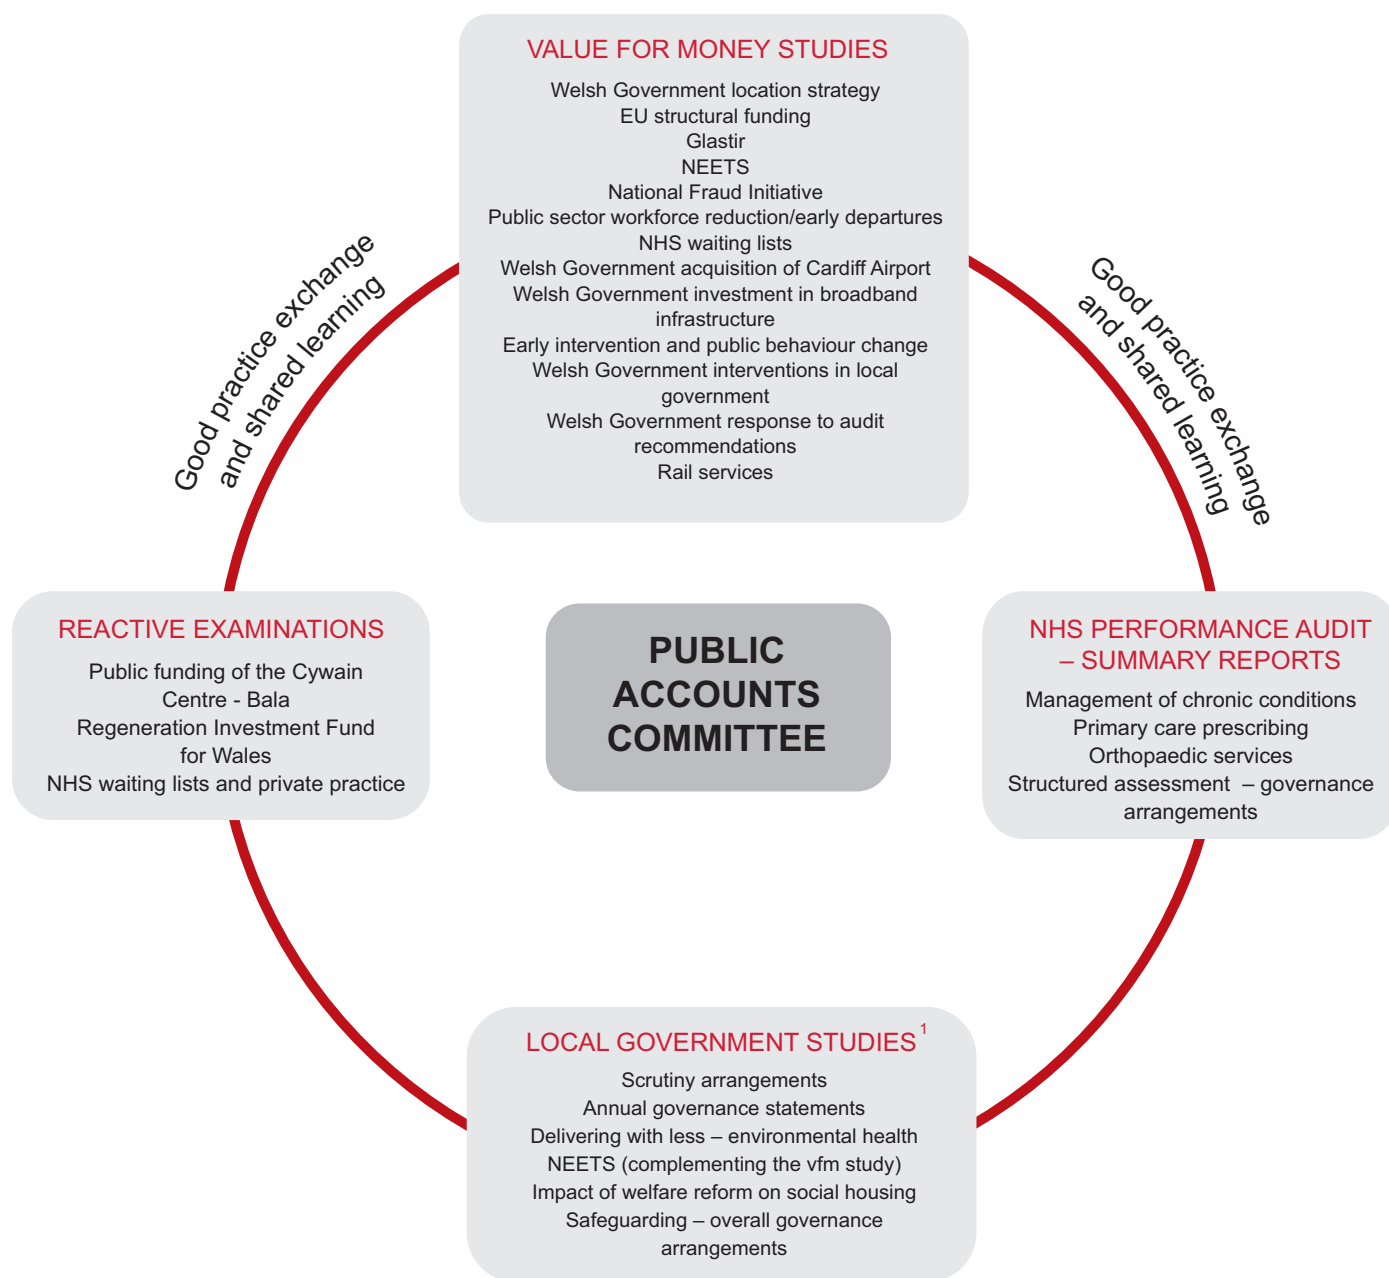 VALUE FOR MONEY STUDIES
Welsh Government location strategy
EU structural funding
Glastir
NEETS
National Fraud Initiative
Public sector workforce reduction/early departures
NHS waiting lists
Welsh Government acquisition of Cardiff Airport
Welsh Government investment in broadband
infrastructure
Early intervention and public behaviour change
Welsh Government interventions in local
government
Welsh Government response to audit
recommendations
Rail services
Good practice exchange
and shared learning
Good practice exchange
and shared learning
REACTIVE EXAMINATIONS
Public funding of the Cywain
Centre - Bala
Regeneration Investment Fund
for Wales
NHS waiting lists and private practice
PUBLIC
ACCOUNTS
COMMITTEE
NHS PERFORMANCE AUDIT
– SUMMARY REPORTS
Management of chronic conditions
Primary care prescribing
Orthopaedic services
Structured assessment – governance
arrangements
LOCAL GOVERNMENT STUDIES 1
Scrutiny arrangements
Annual governance statements
Delivering with less – environmental health
NEETS (complementing the vfm study)
Impact of welfare reform on social housing
Safeguarding – overall governance
arrangements